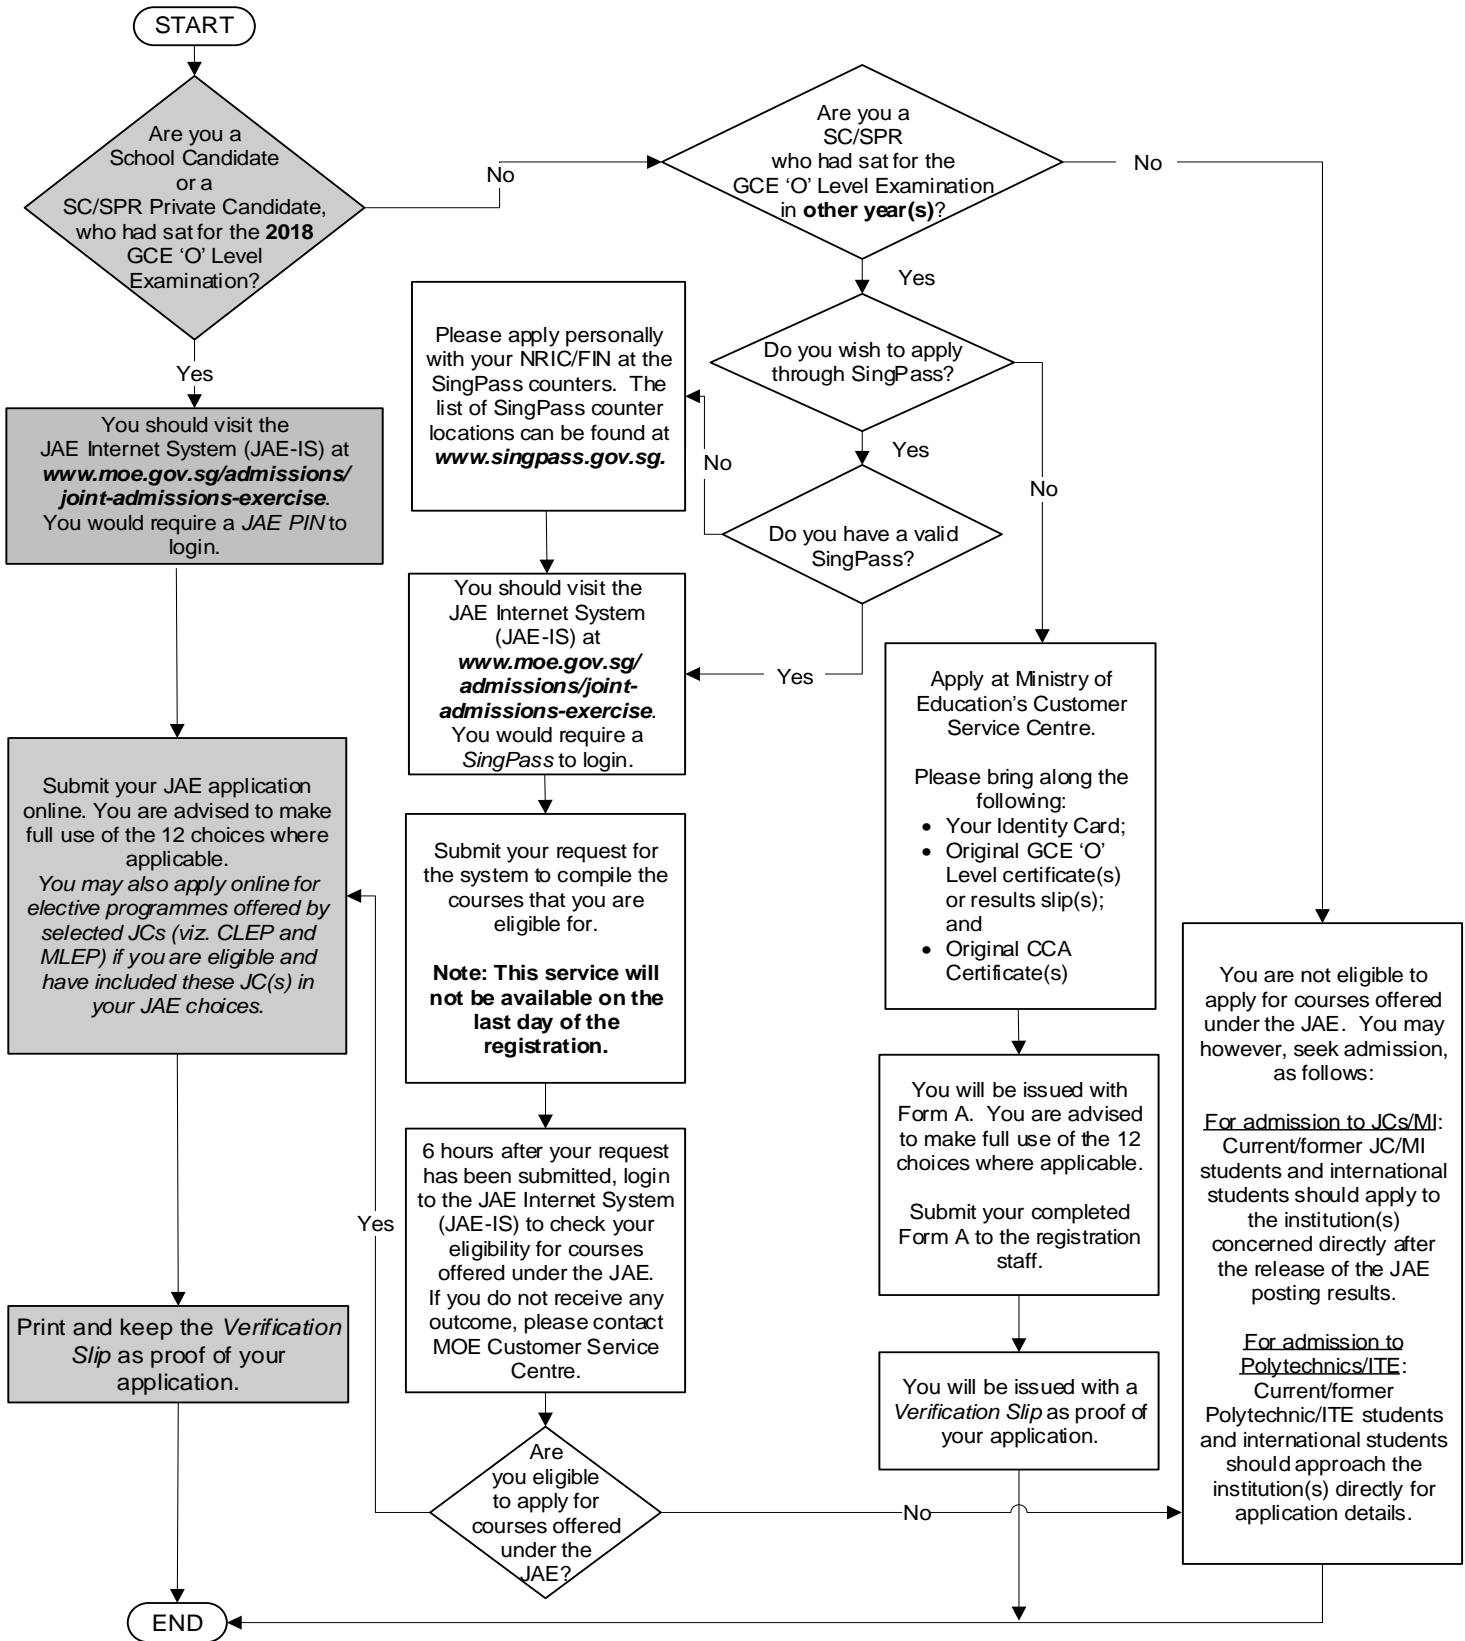 START
Are you a
School Candidate
or a
SC/SPR Private Candidate,
who had sat for the 2018
GCE ‘O’ Level
Examination?
No
Yes
You should visit the
JAE Internet System (JAE-IS) at
www.moe.gov.sg/admissions/
joint-admissions-exercise.
You would require a JAE PIN to
login.
Submit your JAE application
online. You are advised to make
full use of the 12 choices where
applicable.
You may also apply online for
elective programmes offered by
selected JCs (viz. CLEP and
MLEP) if you are eligible and
have included these JC(s) in
your JAE choices.
Print and keep the Verification
Slip as proof of your
application.
END
Are you a
SC/SPR
who had sat for the
GCE ‘O’ Level Examination
in other year(s)?
No
Yes
Do you wish to apply
through SingPass?
Yes
No
Do you have a valid
SingPass?
No
Yes
Please apply personally
with your NRIC/FIN at the
SingPass counters. The
list of SingPass counter
locations can be found at
www.singpass.gov.sg.
You should visit the
JAE Internet System
(JAE-IS) at
www.moe.gov.sg/
admissions/joint-
admissions-exercise.
You would require a
SingPass to login.
Submit your request for
the system to compile the
courses that you are
eligible for.
Note: This service will
not be available on the
last day of the
registration.
6 hours after your request
has been submitted, login
to the JAE Internet System
(JAE-IS) to check your
eligibility for courses
offered under the JAE.
If you do not receive any
outcome, please contact
MOE Customer Service
Centre.
Are
you eligible
to apply for
courses offered
under the
JAE?
Yes
No
Apply at Ministry of
Education’s Customer
Service Centre.
Please bring along the
following:
• Your Identity Card;
• Original GCE ‘O’
Level certificate(s)
or results slip(s);
and
• Original CCA
Certificate(s)
You will be issued with
Form A. You are advised
to make full use of the 12
choices where applicable.
Submit your completed
Form A to the registration
staff.
You will be issued with a
Verification Slip as proof of
your application.
You are not eligible to
apply for courses offered
under the JAE. You may
however, seek admission,
as follows:
For admission to JCs/MI:
Current/former JC/MI
students and international
students should apply to
the institution(s)
concerned directly after
the release of the JAE
posting results.
For admission to
Polytechnics/ITE:
Current/former
Polytechnic/ITE students
and international students
should approach the
institution(s) directly for
application details.